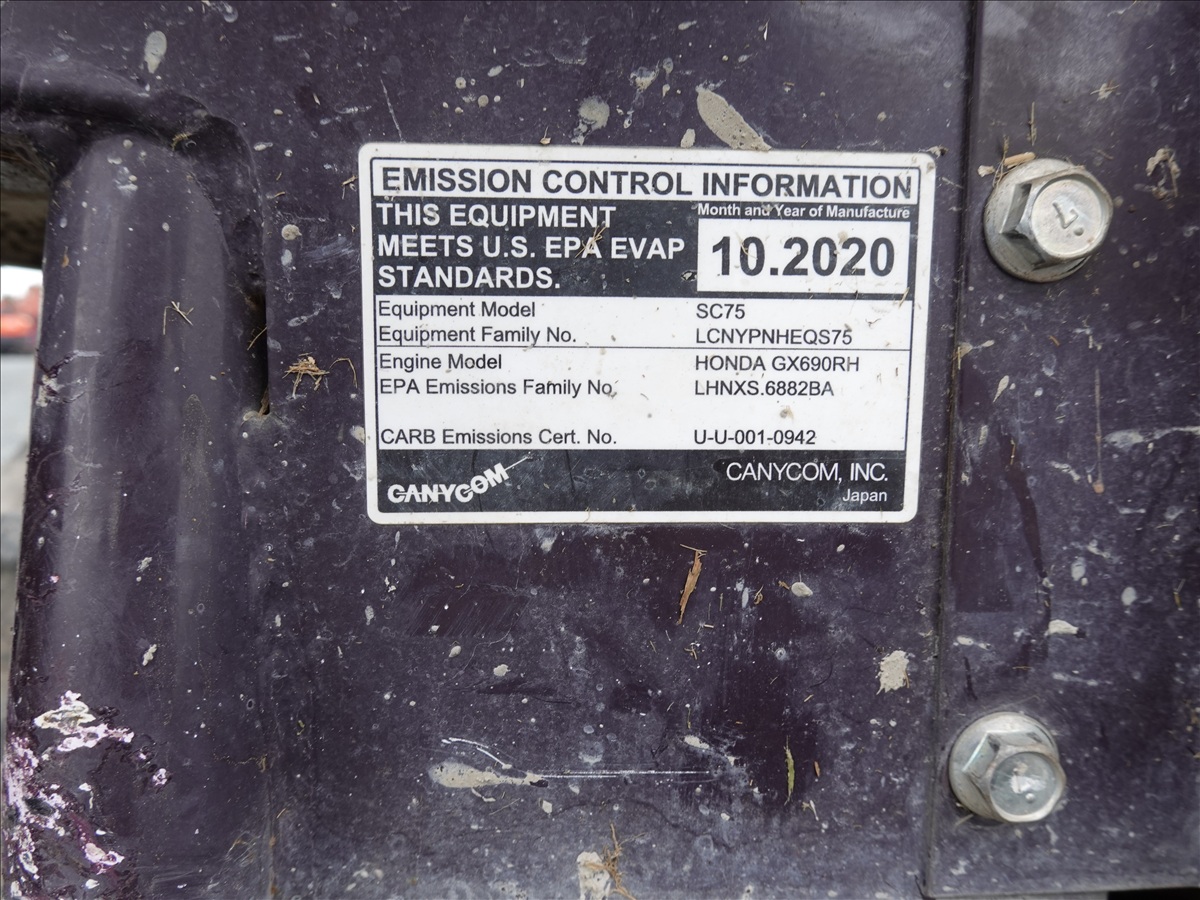 EMISSION CONTROL INFORMATION
THIS EQUIPMENT
MEETS U.S. EPA EVAP
STANDARDS.
Month and Year of Manufacture
10.2020
Equipment Model SC75
Equipment Family No. LCNYPNHEQS75
Engine Model HONDA GX690RH
EPA Emissions Family No. LHNXS.6882BA
CARB Emissions Cert. No. U-U-001-0942
CANYCOM
CANYCOM, INC.
Japan